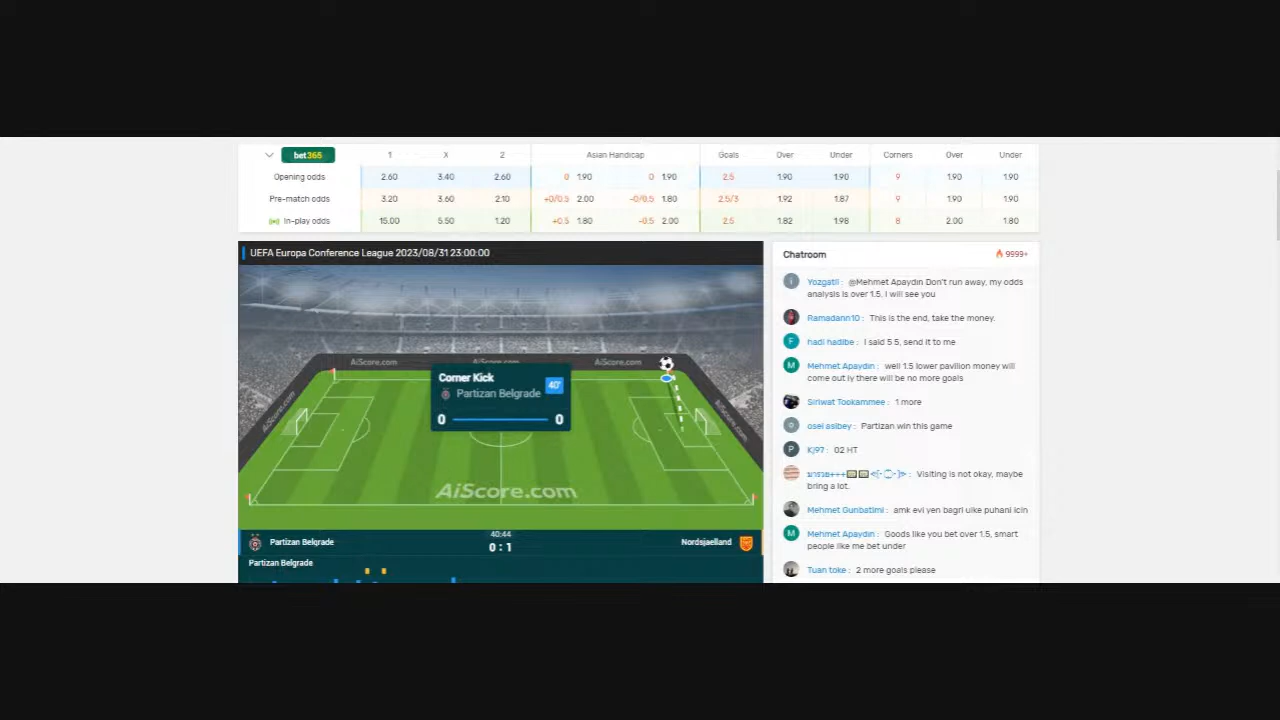 bet365 1 X 2 Asian Handicap Goals Over Under Corners Over Under
Opening odds 2.60 3.40 2.60 0 1.90 0 1.90 2.5 1.90 1.90 9 1.90 1.90
Pre-match odds 3.20 3.60 2.10 +0/0.5 2.00 -0/0.5 1.80 2.5/3 1.92 1.87 9 1.90 1.90
In-play odds 15.00 5.50 1.20 +0.5 1.80 -0.5 2.00 2.5 1.82 1.98 8 2.00 1.80
UEFA Europa Conference League 2023/08/31 23:00:00
AiScore.com AiScore.com AiScore.com
AiScore.com
AiScore.com
Corner Kick
40'
Partizan Belgrade
0 0
AiScore.com
40:44
Partizan Belgrade 0 : 1 Nordsjaelland
Partizan Belgrade
Chatroom 9999+
Yozgatli : @Mehmet Apaydın Don't run away, my odds
analysis is over 1.5, I will see you
Ramadann10 : This is the end, take the money.
hadi hadibe : I said 5 5, send it to me
Mehmet Apaydın : well 1.5 lower pavilion money will
come out ly there will be no more goals
Siriwat Tookammee : 1 more
osei asibey : Partizan win this game
Kj97 : 02 HT
Visiting is not okay, maybe
bring a lot.
Mehmet Gunbatimi : amk evi yen bagri uike puhani icin
Mehmet Apaydın : Goods like you bet over 1.5, smart
people like me bet under
Tuan toke : 2 more goals please